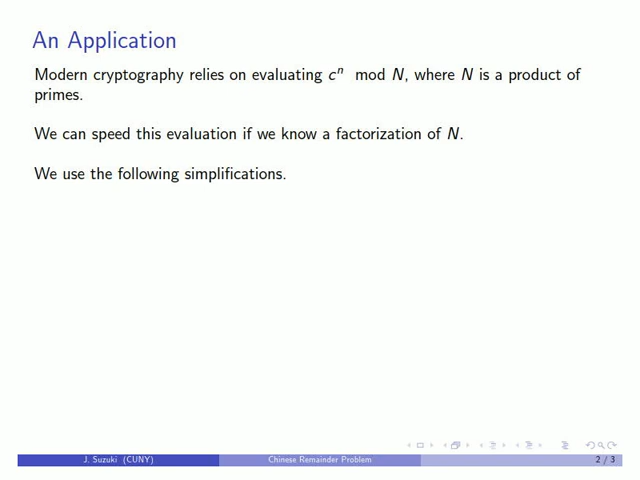 An Application
Modern cryptography relies on evaluating cⁿ mod N, where N is a product of
primes.
We can speed this evaluation if we know a factorization of N.
We use the following simplifications.
J. Suzuki (CUNY) Chinese Remainder Problem 2 / 3